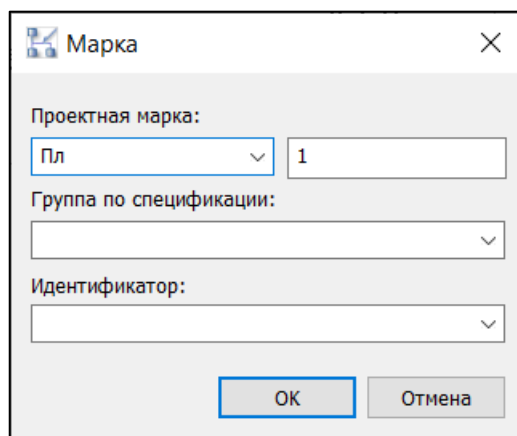 Марка
Проектная марка:
Пл 1
Группа по спецификации:
Идентификатор:
OK Отмена